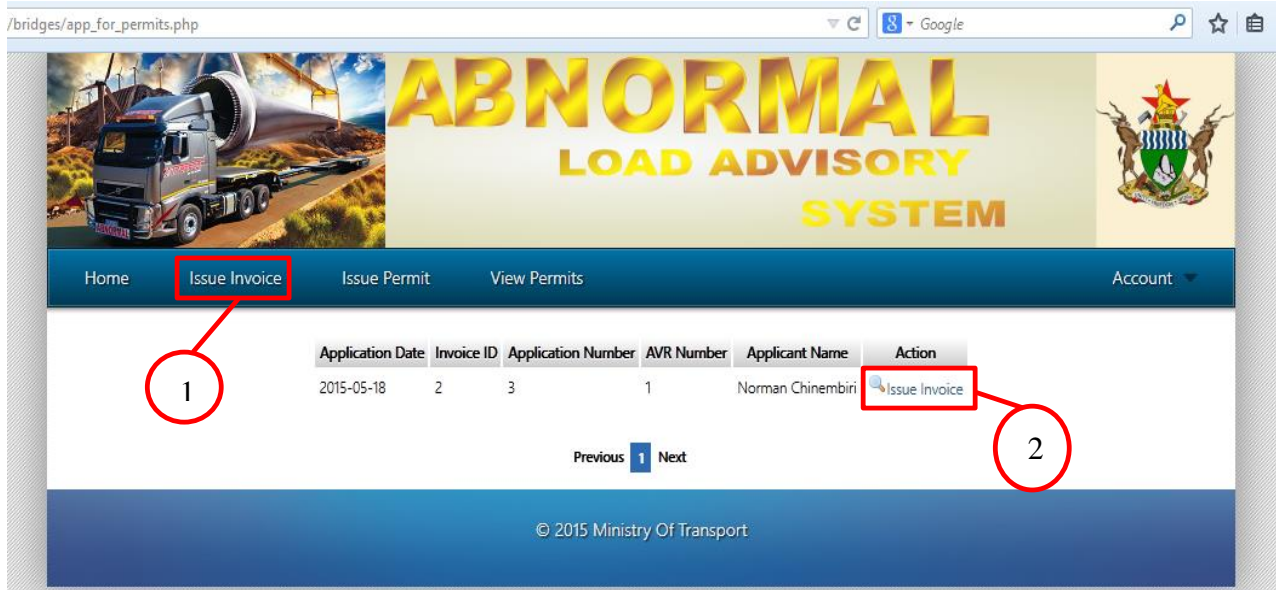 /bridges/app_for_permits.php
8 Google
ABNORMAL
LOAD ADVISORY
SYSTEM
ABNORMAL
Home Issue Invoice Issue Permit View Permits Account
1
Application Date Invoice ID Application Number AVR Number Applicant Name Action
2015-05-18 2 3 1 Norman Chinembiri Issue Invoice
2
Previous 1 Next
© 2015 Ministry Of Transport